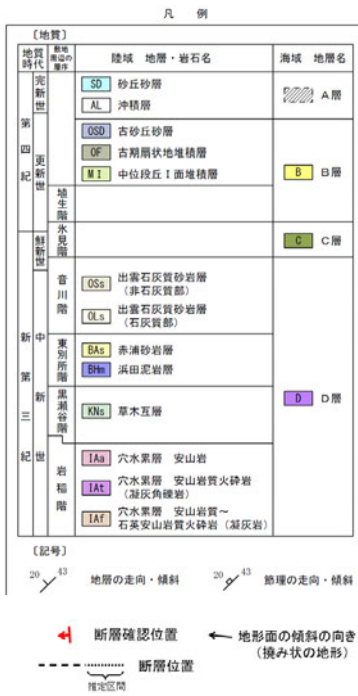 凡 例
〔地質〕
地質時代
敷地周辺の層序
陸域 地層・岩石名
海域 地層名
第四紀
完新世
SD 砂丘砂層
AL 沖積層
A層
更新世
OSD 古砂丘砂層
OF 古期扇状地堆積層
MI 中位段丘Ⅰ面堆積層
B B層
埴生階
新第三紀
鮮新世
氷見階
C C層
中新世
音川階
OSs 出雲石灰質砂岩層
(非石灰質部)
OLs 出雲石灰質砂岩層
(石灰質部)
東別所階
BAs 赤浦砂岩層
BHm 浜田泥岩層
黒瀬谷階
KNs 草木互層
D D層
岩稲階
IAa 穴水累層 安山岩
IAt 穴水累層 安山岩質火砕岩
(凝灰角礫岩)
IAf 穴水累層 安山岩質~
石英安山岩質火砕岩(凝灰岩)
〔記号〕
20 43 地層の走向・傾斜
20 43 節理の走向・傾斜
断層確認位置
地形面の傾斜の向き
(撓み状の地形)
断層位置
推定区間